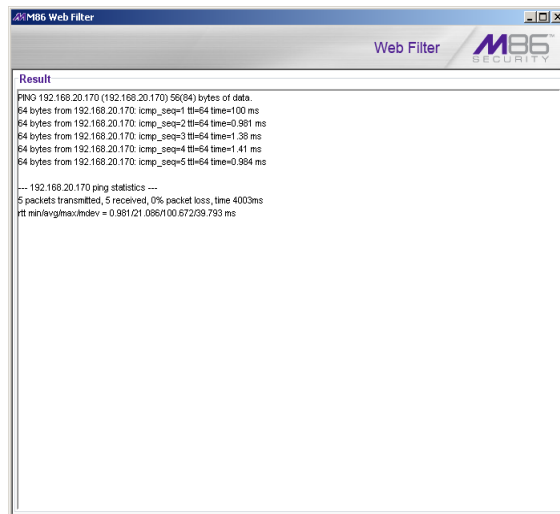 M86 Web Filter
Web Filter
M86
SECURITY
Result
PING 192.168.20.170 (192.168.20.170) 56(84) bytes of data.
64 bytes from 192.168.20.170: icmp_seq=1 ttl=64 time=100 ms
64 bytes from 192.168.20.170: icmp_seq=2 ttl=64 time=0.981 ms
64 bytes from 192.168.20.170: icmp_seq=3 ttl=64 time=1.38 ms
64 bytes from 192.168.20.170: icmp_seq=4 ttl=64 time=1.41 ms
64 bytes from 192.168.20.170: icmp_seq=5 ttl=64 time=0.984 ms
--- 192.168.20.170 ping statistics ---
5 packets transmitted, 5 received, 0% packet loss, time 4003ms
rtt min/avg/max/mdev = 0.981/21.086/100.672/39.793 ms